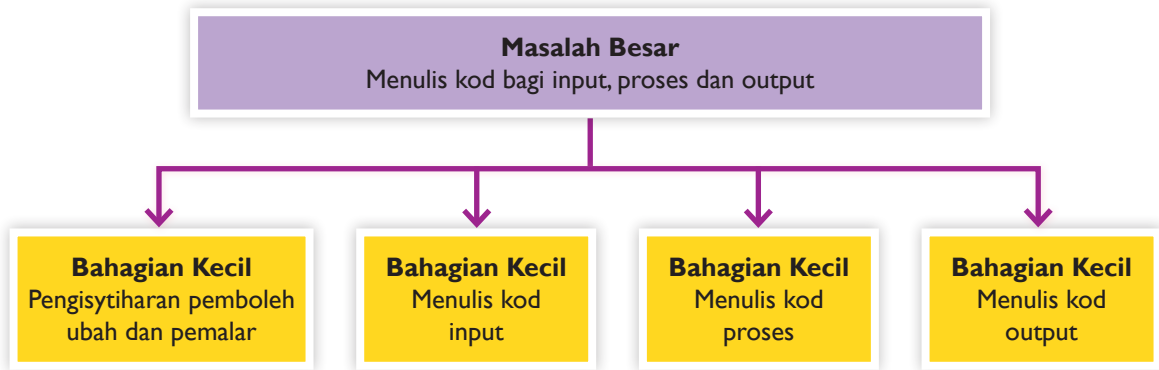 Masalah Besar
Menulis kod bagi input, proses dan output
Bahagian Kecil
Pengisytiharan pemboleh
ubah dan pemalar
Bahagian Kecil
Menulis kod
input
Bahagian Kecil
Menulis kod
proses
Bahagian Kecil
Menulis kod
output